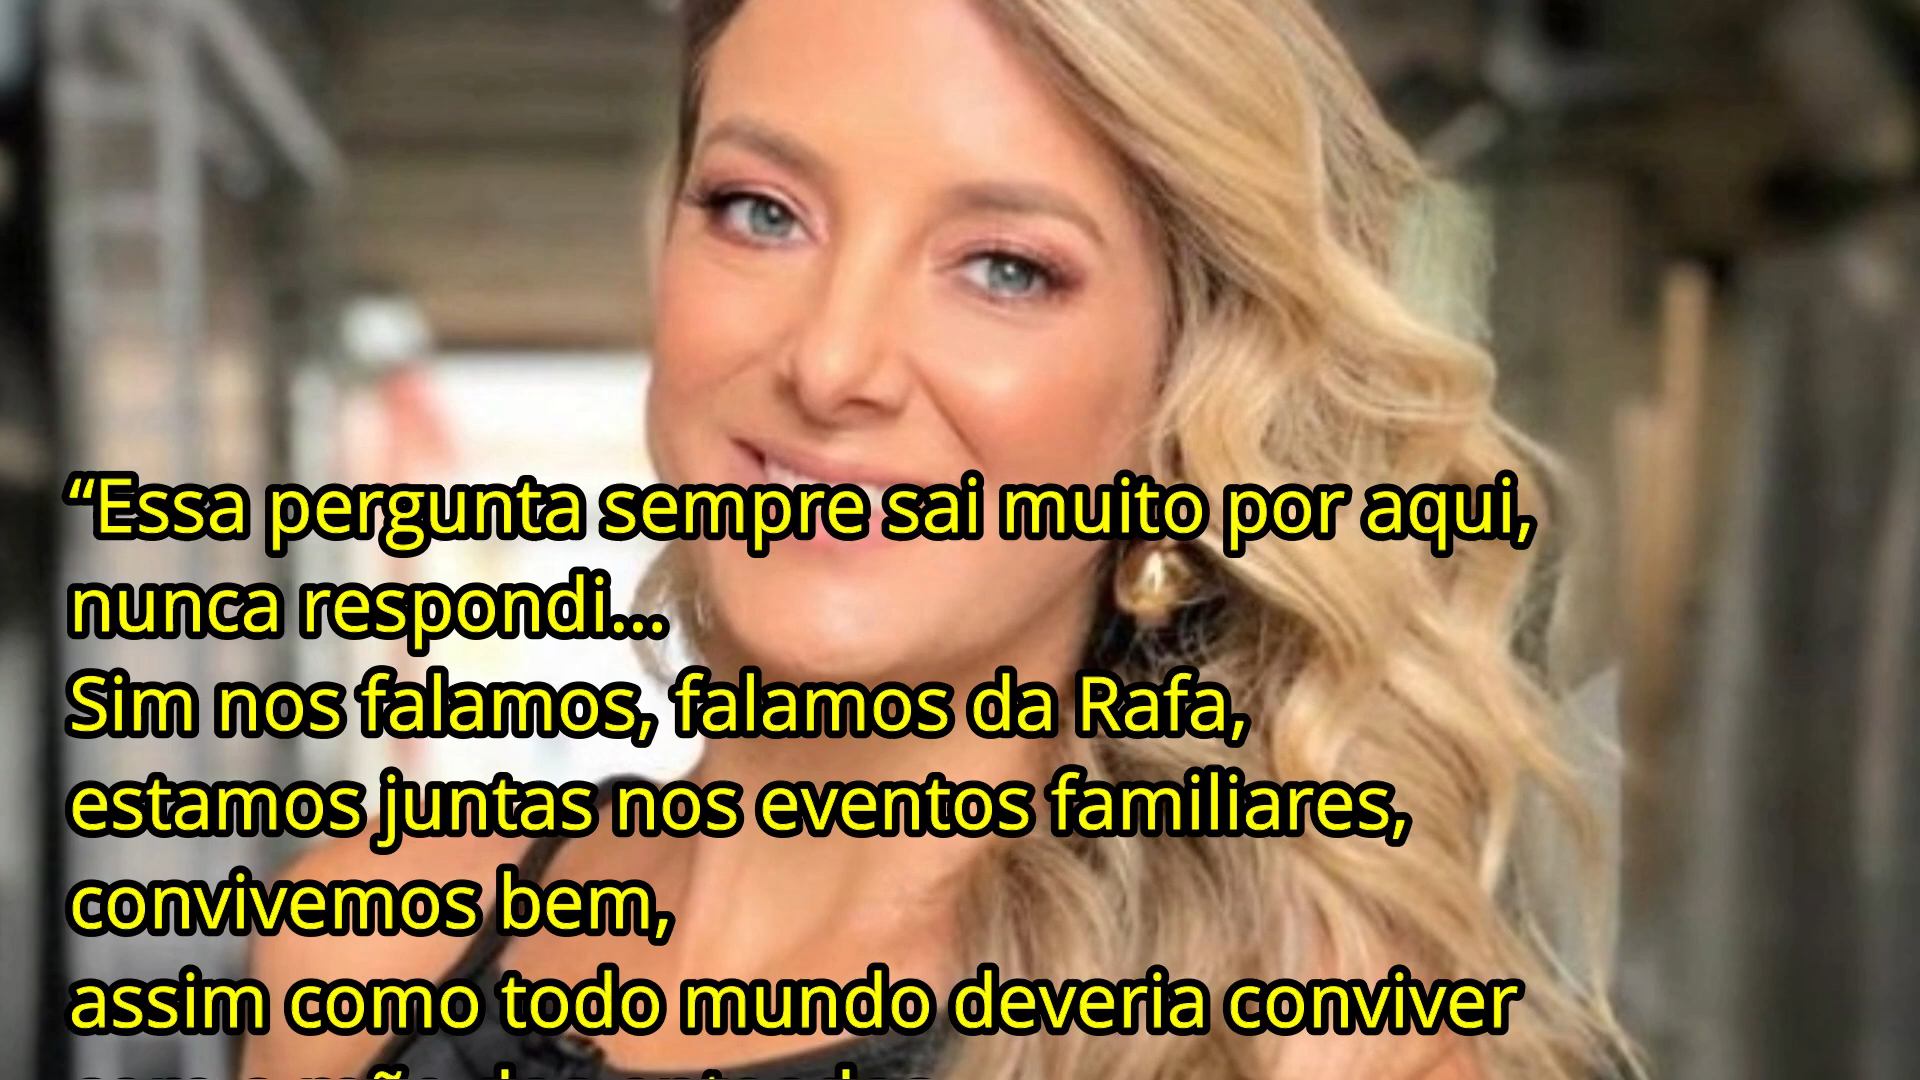 “Essa pergunta sempre sai muito por aqui,
nunca respondi...
Sim nos falamos, falamos da Rafa,
estamos juntas nos eventos familiares,
convivemos bem,
assim como todo mundo deveria conviver